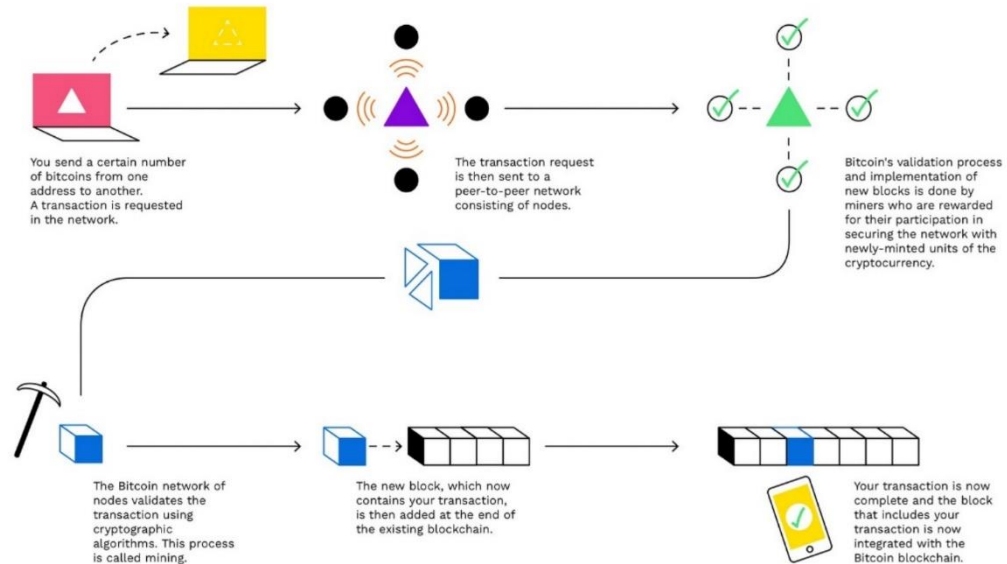 You send a certain number
of bitcoins from one
address to another.
A transaction is requested
in the network.
The transaction request
is then sent to a
peer-to-peer network
consisting of nodes.
Bitcoin's validation process
and implementation of
new blocks is done by
miners who are rewarded
for their participation in
securing the network with
newly-minted units of the
cryptocurrency.
The Bitcoin network of
nodes validates the
transaction using
cryptographic
algorithms. This process
is called mining.
The new block, which now
contains your transaction,
is then added at the end of
the existing blockchain.
Your transaction is now
complete and the block
that includes your
transaction is now
integrated with the
Bitcoin blockchain.